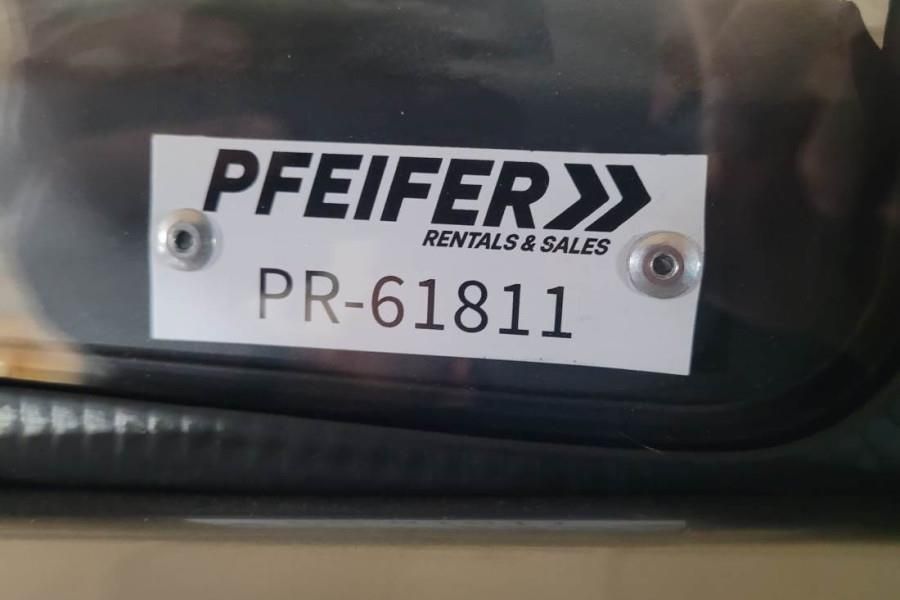 PFEIFER
RENTALS & SALES
PR-61811